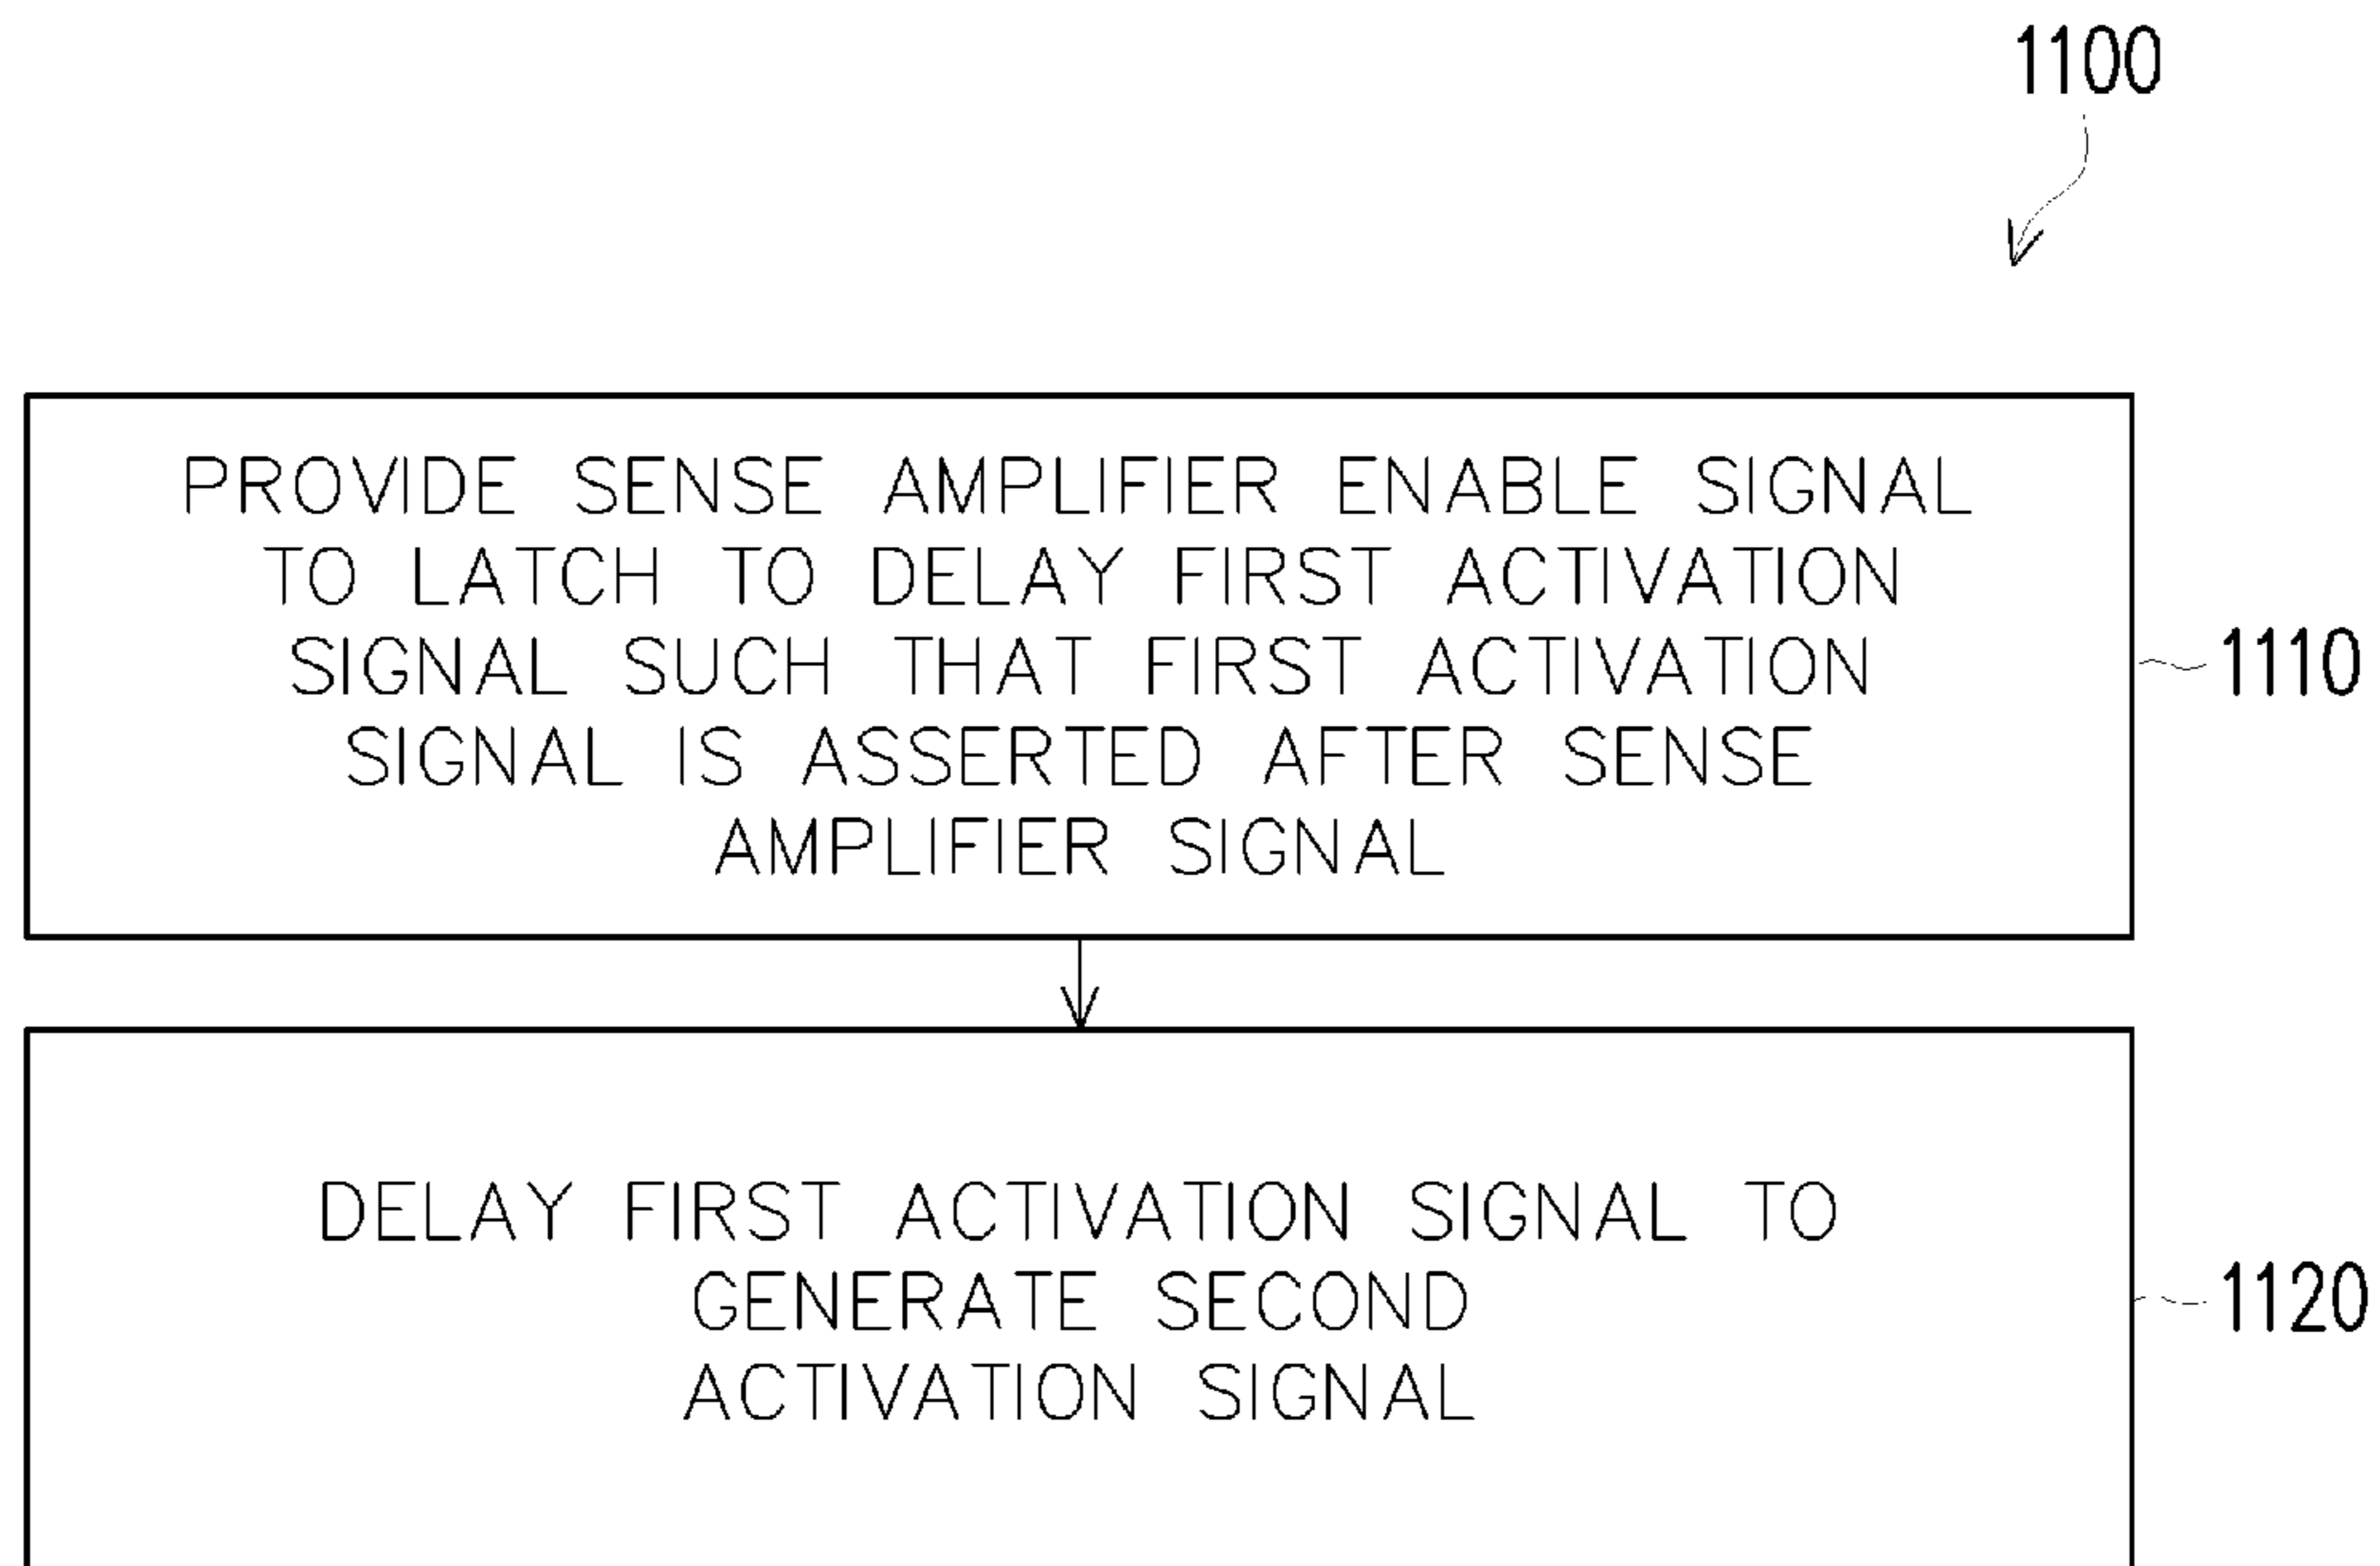 1100
PROVIDE SENSE AMPLIFIER ENABLE SIGNAL
TO LATCH TO DELAY FIRST ACTIVATION
SIGNAL SUCH THAT FIRST ACTIVATION
SIGNAL IS ASSERTED AFTER SENSE
AMPLIFIER SIGNAL
1110
DELAY FIRST ACTIVATION SIGNAL TO
GENERATE SECOND
ACTIVATION SIGNAL
1120